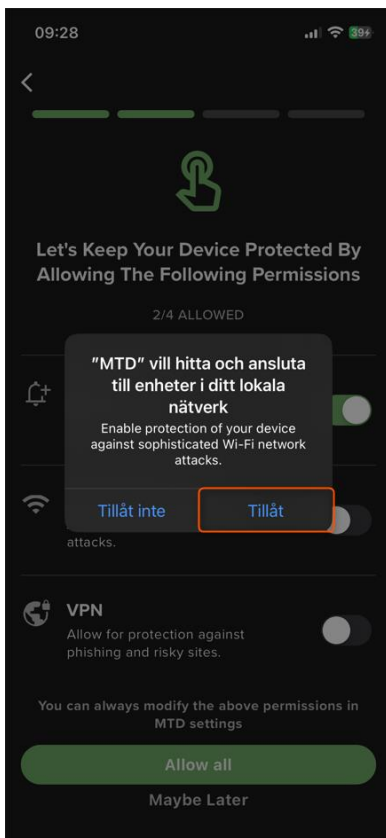 09:28
39
Let's Keep Your Device Protected By
Allowing The Following Permissions
2/4 ALLOWED
"MTD" vill hitta och ansluta
till enheter i ditt lokala
nätverk
Enable protection of your device
against sophisticated Wi-Fi network
attacks.
Tillåt inte
Tillåt
attacks.
VPN
Allow for protection against
phishing and risky sites.
You can always modify the above permissions in
MTD settings
Allow all
Maybe Later